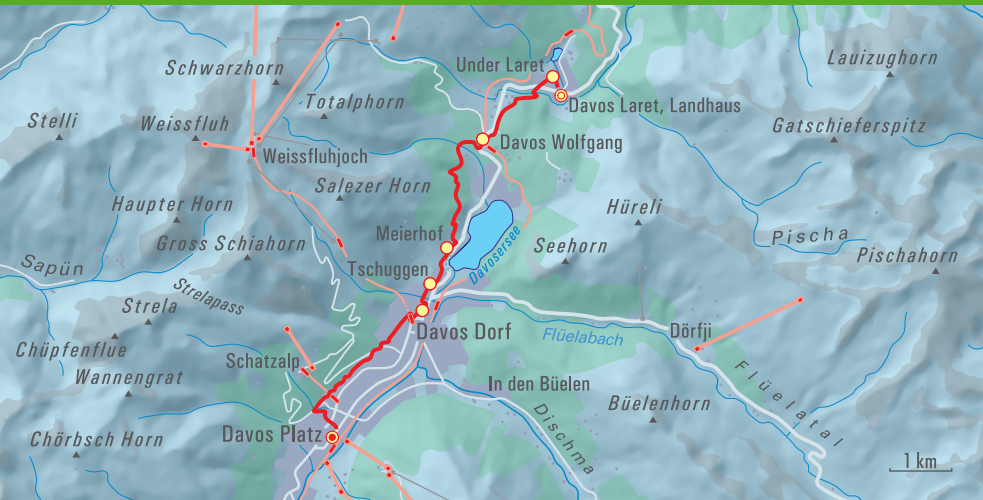 Schwarzhorn
Under Laret
Lauizughorn
Totalphorn
Davos Laret, Landhaus
Stelli
Weissfluh
Gatschieferspitz
Davos Wolfgang
Weissfluhjoch
Salezer Horn
Haupter Horn
Hüreli
Meierhof
Pischa
Gross Schiahorn
Seehorn
Davosersee
Pischahorn
Sapün
Tschuggen
Strelapass
Strela
Davos Dorf
Flüelabach
Dörfji
Chüpfenflue
Schatzalp
Flüelatal
Wannengrat
In den Büelen
Büelenhorn
Dischma
Davos Platz
Chörbsch Horn
1 km